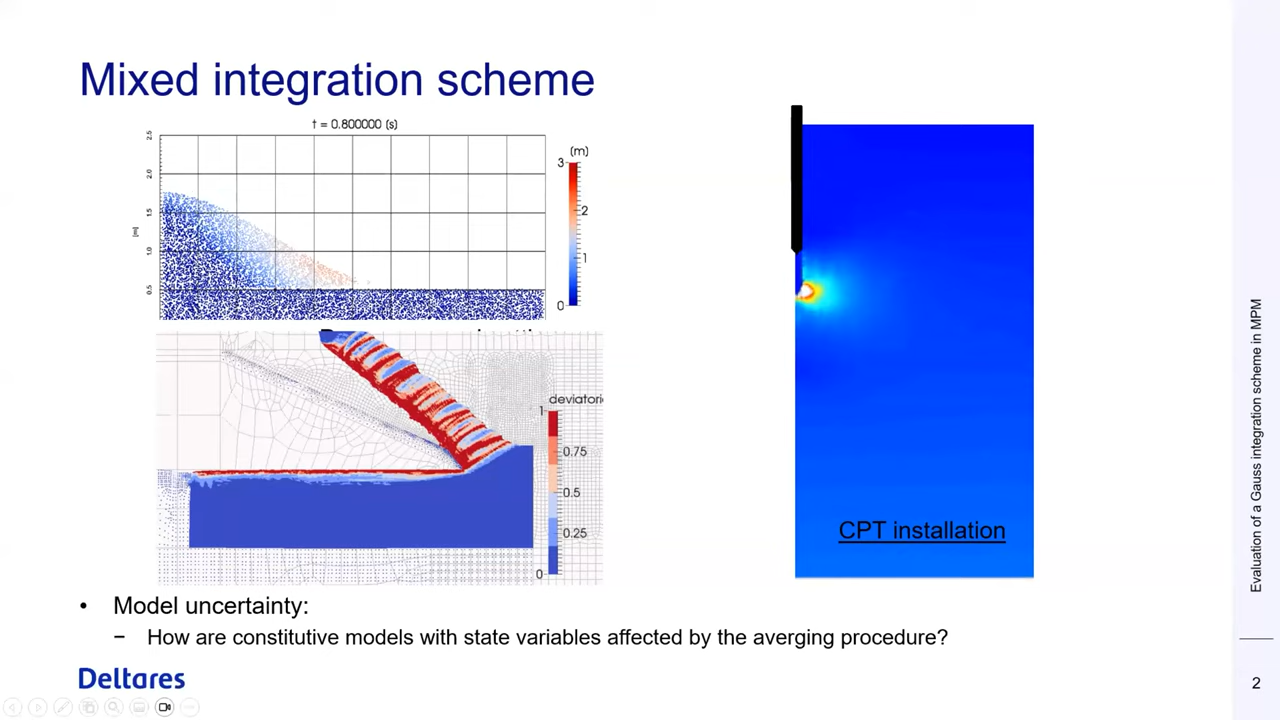 Mixed integration scheme
t = 0.800000 (s)
2.5
2.0
1.5
1.0
0.5
[m]
[m]
3
2
1
0
deviatori
1
0.75
0.5
0.25
0
CPT installation
• Model uncertainty:
− How are constitutive models with state variables affected by the averging procedure?
Deltares
Evaluation of a Gauss integration scheme in MPM
2